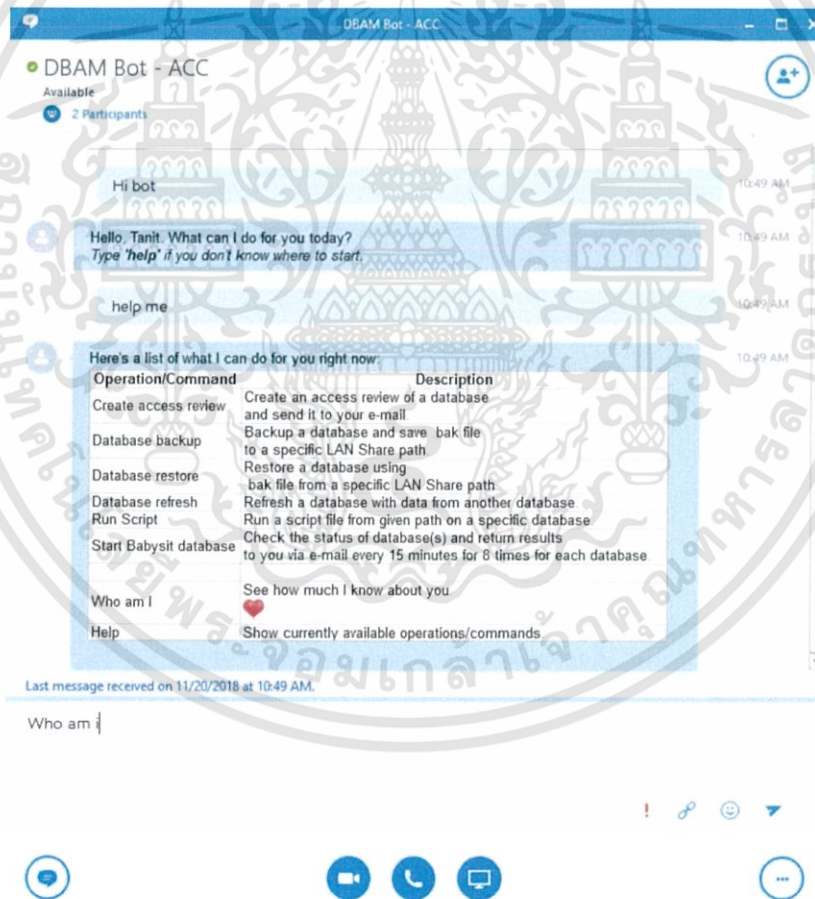 DBAM Bot - ACC
DBAM Bot - ACC
Available
2 Participants
Hi bot
10:49 AM
Hello, Tanit. What can I do for you today?
10:49 AM
Type "help" if you don't know where to start.
help me
10:49 AM
Here's a list of what I can do for you right now:
10:49 AM
Operation/Command Description
Create access review Create an access review of a database
and send it to your e-mail
Database backup Backup a database and save bak file
to a specific LAN Share path
Database restore Restore a database using
bak file from a specific LAN Share path
Database refresh Refresh a database with data from another database
Run Script Run a script file from given path on a specific database
Start Babysit database Check the status of database(s) and return results
to you via e-mail every 15 minutes for 8 times for each database
Who am I See how much I know about you.
Help Show currently available operations/commands
Last message received on 11/20/2018 at 10:49 AM.
Who am i